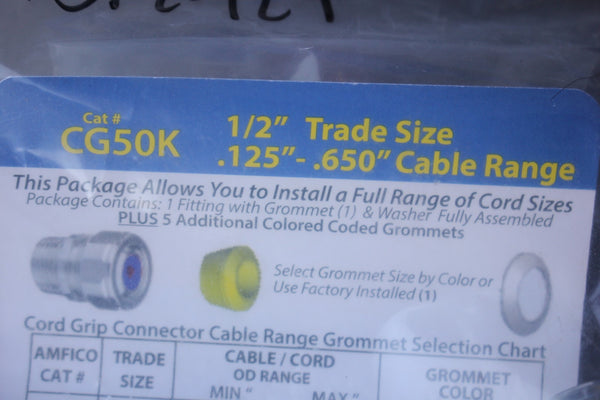 Cat #
CG50K
1/2" Trade Size
.125"- .650" Cable Range
This Package Allows You to Install a Full Range of Cord Sizes
Package Contains: 1 Fitting with Grommet (1) & Washer Fully Assembled
PLUS 5 Additional Colored Coded Grommets
Select Grommet Size by Color or
Use Factory Installed (1)
Cord Grip Connector Cable Range Grommet Selection Chart
AMFICO
CAT #
TRADE
SIZE
CABLE / CORD
OD RANGE
MIN " MAX "
GROMMET
COLOR